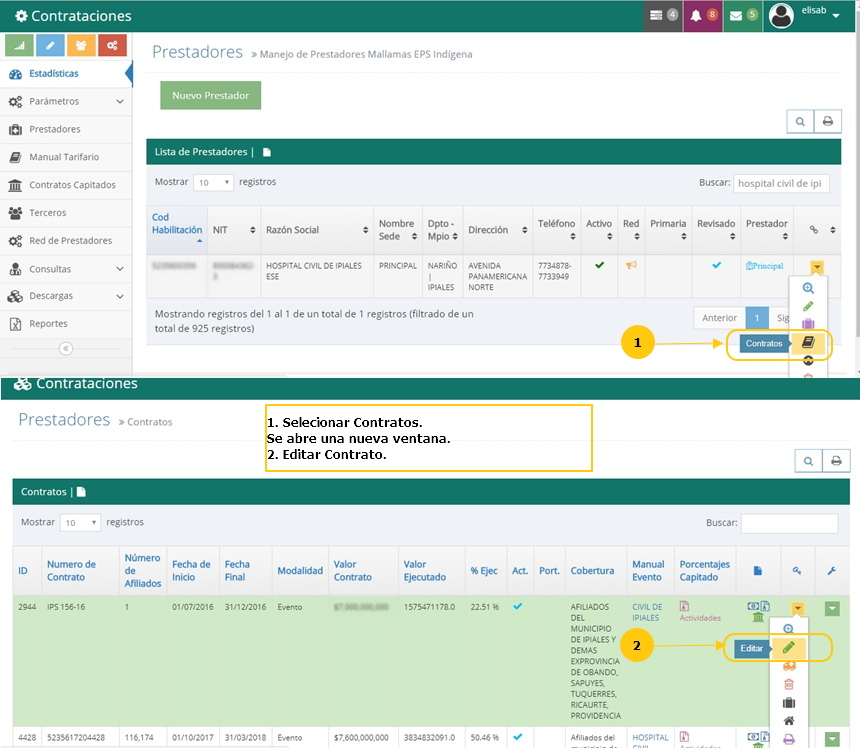 Contrataciones
4
8
5
elisab
Estadísticas
Parámetros
Prestadores
Manual Tarifario
Contratos Capitados
Terceros
Red de Prestadores
Consultas
Descargas
Reportes
Prestadores » Manejo de Prestadores Mallamas EPS Indígena
Nuevo Prestador
Lista de Prestadores |
Mostrar 10 registros
Buscar: hospital civil de ipi
Cod
Habilitación
NIT
Razón Social
Nombre
Sede
Dpto -
Mpio
Dirección
Teléfono
Activo
Red
Primaria
Revisado
Prestador
HOSPITAL CIVIL DE IPIALES
ESE
PRINCIPAL
NARIÑO
|
IPIALES
AVENIDA
PANAMERICANA
NORTE
7734878-
7733949
Principal
Mostrando registros del 1 al 1 de un total de 1 registros (filtrado de un
total de 925 registros)
Anterior 1 Sig
1
Contratos
Contrataciones
Prestadores » Contratos
1. Selecionar Contratos.
Se abre una nueva ventana.
2. Editar Contrato.
Contratos |
Mostrar 10 registros
Buscar:
ID
Numero de
Contrato
Número
de
Afiliados
Fecha de
Inicio
Fecha
Final
Modalidad
Valor
Contrato
Valor
Ejecutado
% Ejec
Act.
Port.
Cobertura
Manual
Evento
Porcentajes
Capitado
2944 IPS 156-16 1 01/07/2016 31/12/2016 Evento 1575471178.0 22.51 %
AFILIADOS
DEL
MUNICIPIO
DE IPIALES Y
DEMAS
EXPROVINCIA
DE OBANDO,
SAPUYES,
TUQUERRES,
RICAURTE,
PROVIDENCIA
CIVIL DE
IPIALES
Actividades
2
Editar
4428 5235617204428 116,174 01/10/2017 31/03/2018 Evento $7,600,000,000 3834832091.0 50.46 %
Afiliados del
HOSPITAL